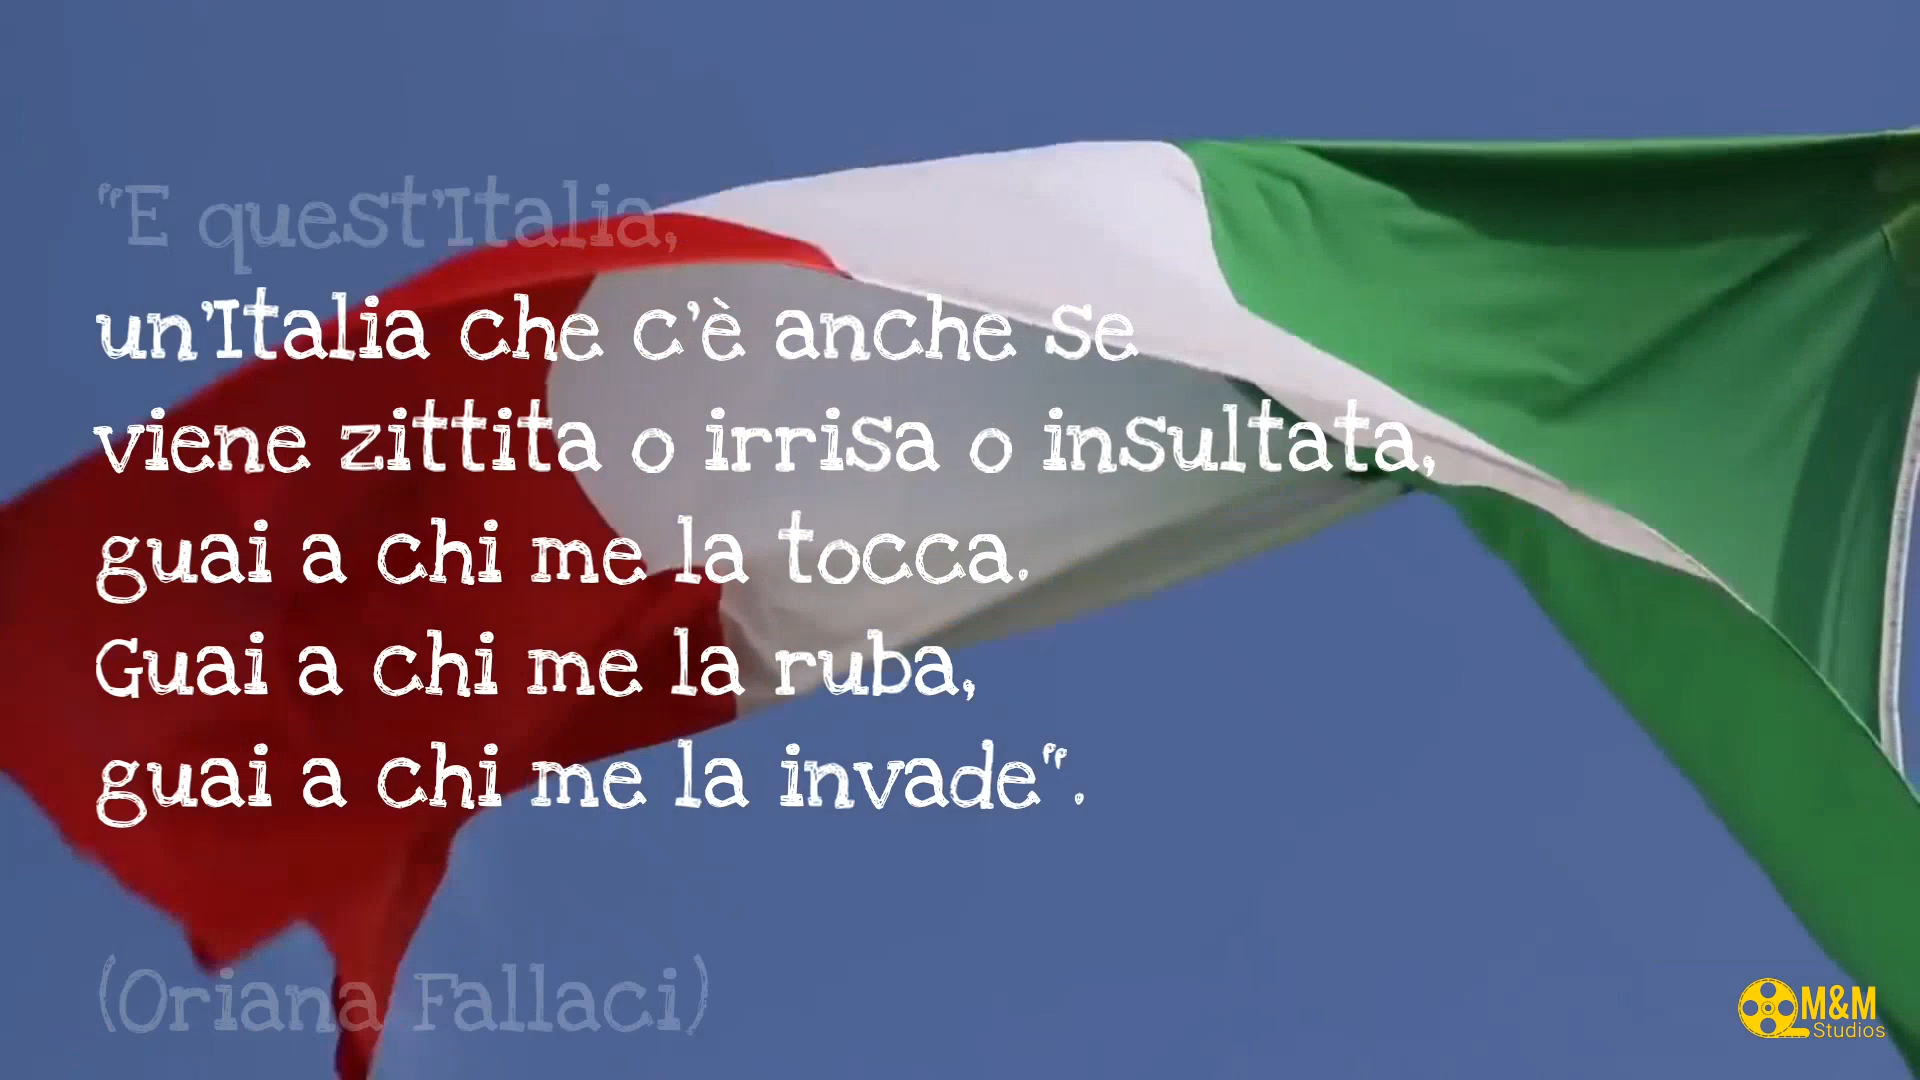 "E quest'Italia,
un'Italia che c'è anche se
viene zittita o irrisa o insultata,
guai a chi me la tocca.
Guai a chi me la ruba,
guai a chi me la invade".
(Oriana Fallaci)
M&M
Studios